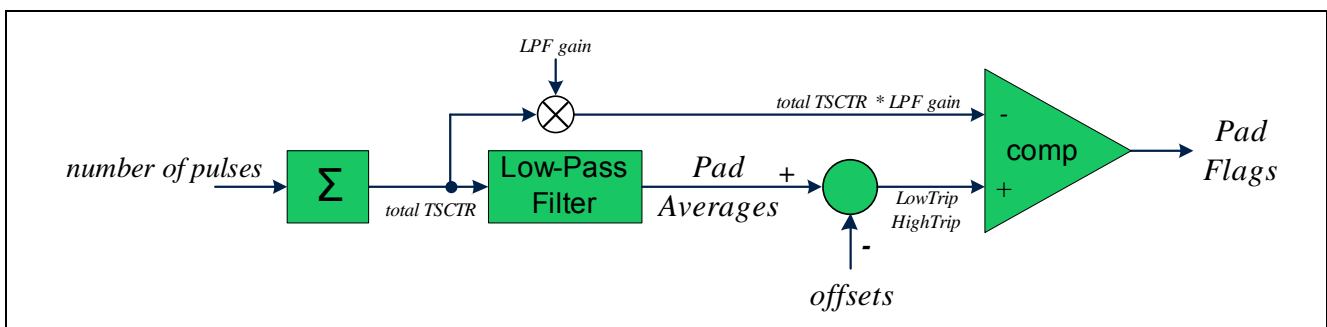 LPF gain
total TSCTR * LPF gain
-
number of pulses
Σ
total TSCTR
Low-Pass
Filter
Pad
Averages
+
LowTrip
HighTrip
+
comp
Pad
Flags
-
offsets